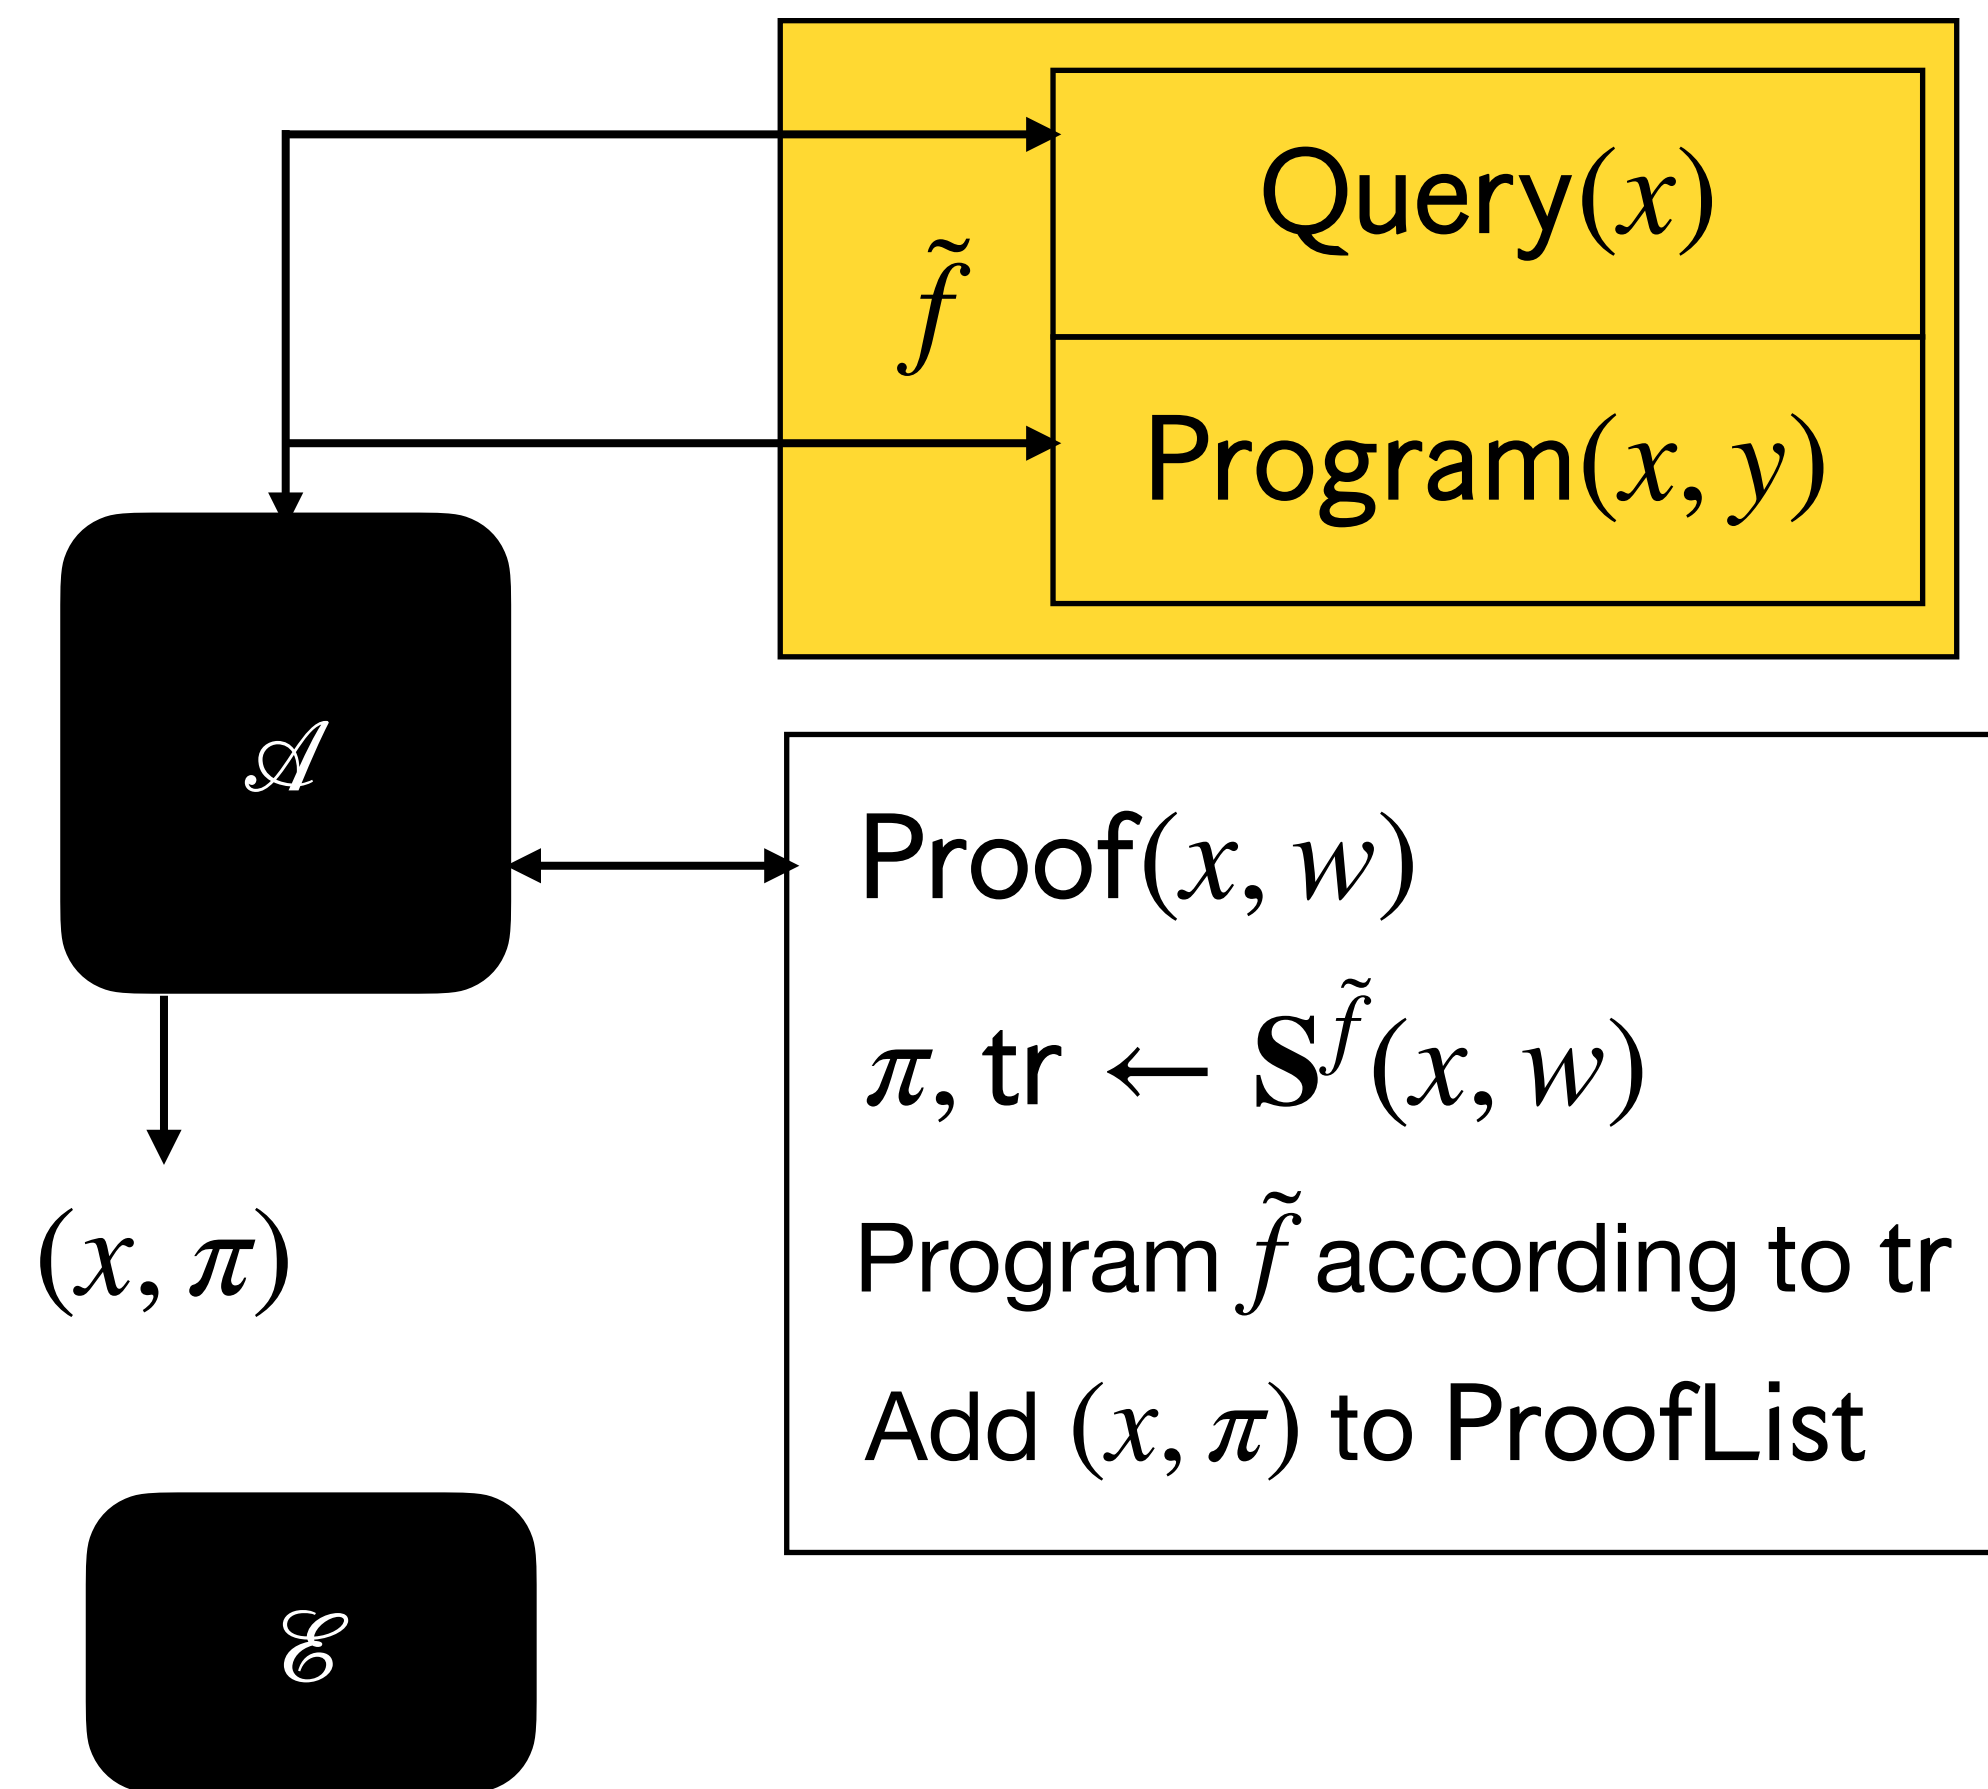 Query(x)
f̃
Program(x, y)
𝒜
Proof(x, w)
π, tr ← S^f̃(x, w)
(x, π)
Program f̃ according to tr
Add (x, π) to ProofList
ℰ